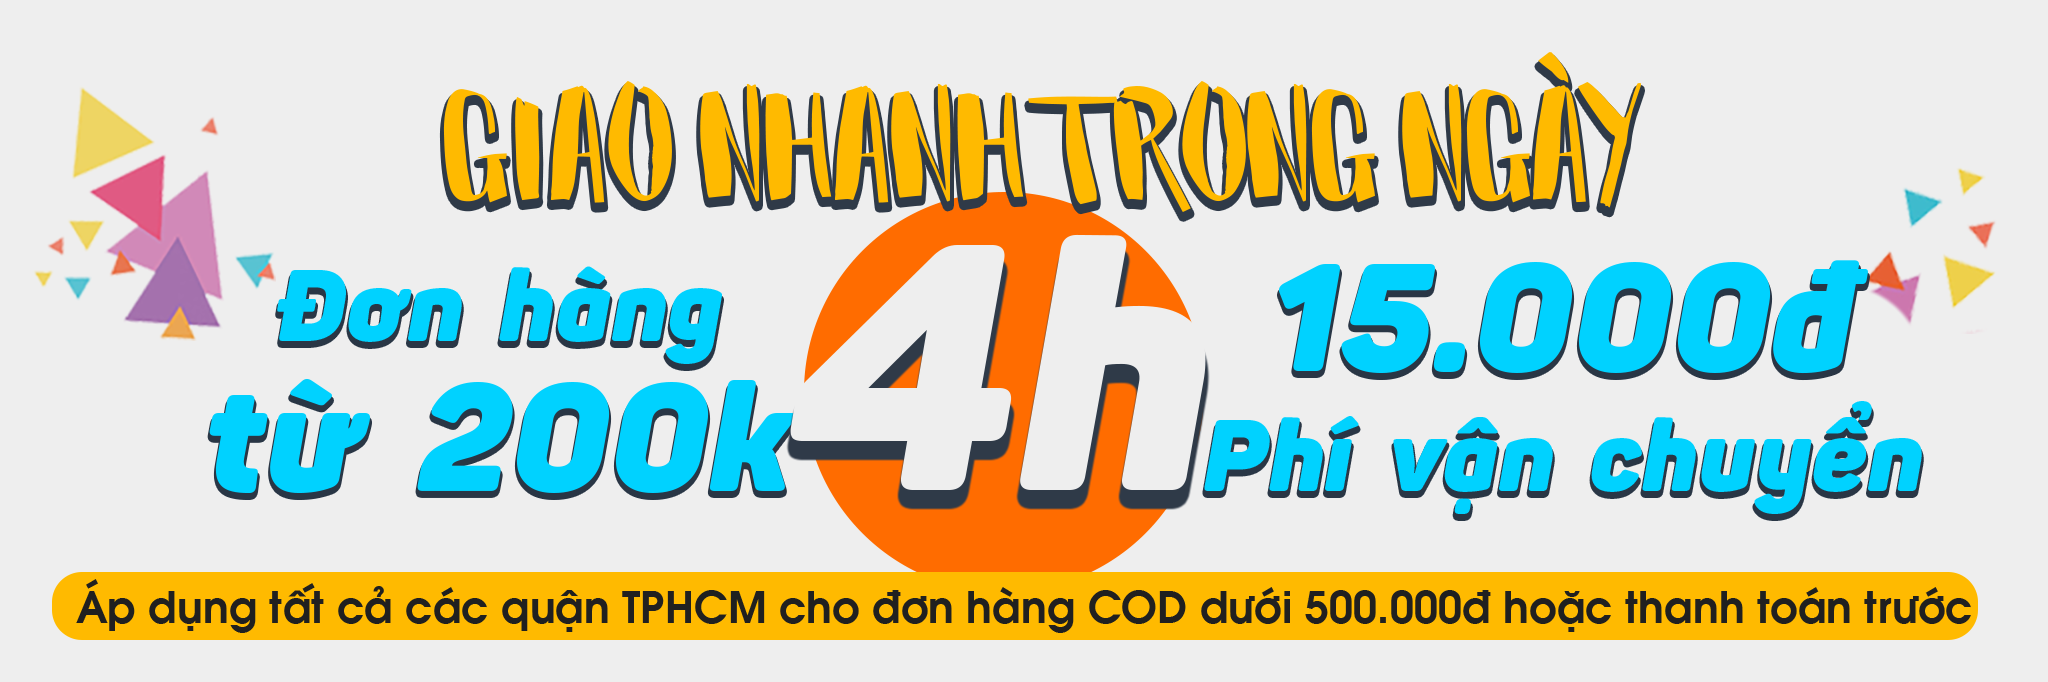 GIAO NHANH TRONG NGÀY
Đơn hàng
từ 200k
4h
15.000đ
Phí vận chuyển
Áp dụng tất cả các quận TPHCM cho đơn hàng COD dưới 500.000đ hoặc thanh toán trước